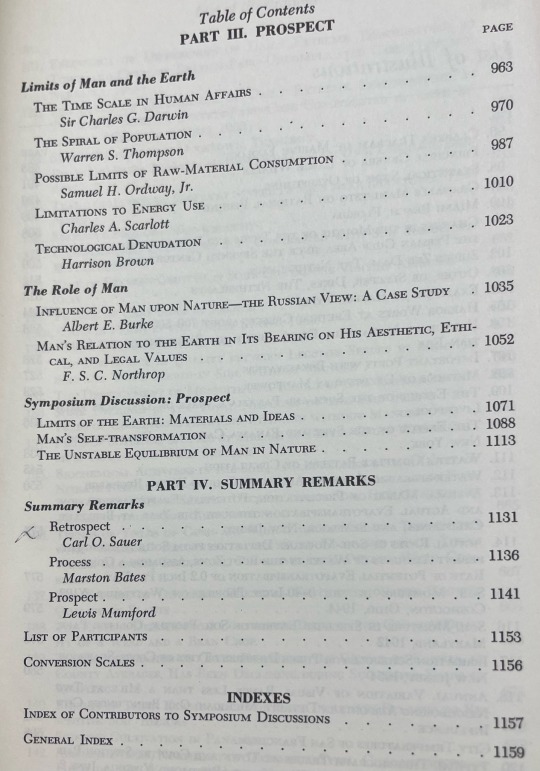 Table of Contents
PART III. PROSPECT
PAGE
Limits of Man and the Earth
The Time Scale in Human Affairs . . . . . . . . 963
Sir Charles G. Darwin
The Spiral of Population . . . . . . . . . . 970
Warren S. Thompson
Possible Limits of Raw-Material Consumption . . . . . 987
Samuel H. Ordway, Jr.
Limitations to Energy Use . . . . . . . . . 1010
Charles A. Scarlott
Technological Denudation . . . . . . . . . 1023
Harrison Brown
The Role of Man
Influence of Man upon Nature—the Russian View: A Case Study . 1035
Albert E. Burke
Man's Relation to the Earth in Its Bearing on His Aesthetic, Ethi-
cal, and Legal Values . . . . . . . . . . 1052
F. S. C. Northrop
Symposium Discussion: Prospect
Limits of the Earth: Materials and Ideas . . . . . . 1071
Man's Self-transformation . . . . . . . . . 1088
The Unstable Equilibrium of Man in Nature . . . . . 1113
PART IV. SUMMARY REMARKS
Summary Remarks
Retrospect . . . . . . . . . . . . 1131
Carl O. Sauer
Process . . . . . . . . . . . . . 1136
Marston Bates
Prospect . . . . . . . . . . . . . 1141
Lewis Mumford
List of Participants . . . . . . . . . . 1153
Conversion Scales . . . . . . . . . . . 1156
INDEXES
Index of Contributors to Symposium Discussions . . . . . 1157
General Index . . . . . . . . . . . . 1159